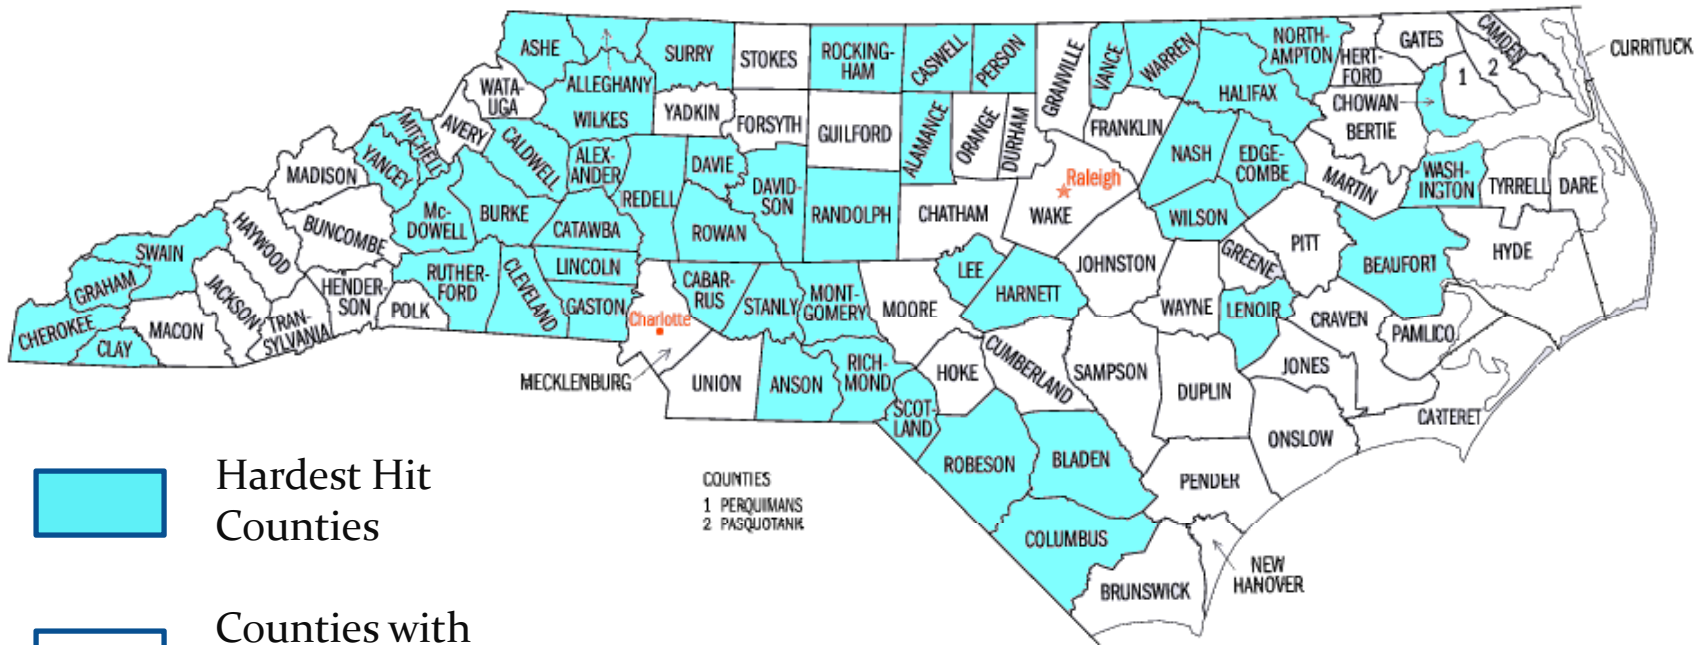 ASHE
ALLEGHANY
SURRY
STOKES
ROCKING-
HAM
CASWELL
PERSON
GRANVILLE
VANCE
WARREN
NORTH-
AMPTON
HERT-
FORD
GATES
CAMDEN
CURRITUCK
1
2
WATA-
UGA
WILKES
YADKIN
FORSYTH
GUILFORD
ALAMANCE
ORANGE
DURHAM
FRANKLIN
HALIFAX
CHOWAN
BERTIE
MITCHELL
AVERY
CALDWELL
ALEX-
ANDER
REDELL
DAVIE
DAVID-
SON
RANDOLPH
CHATHAM
Raleigh
WAKE
NASH
EDGE-
COMBE
MARTIN
WASH-
INGTON
TYRRELL
DARE
MADISON
YANCEY
Mc-
DOWELL
BURKE
CATAWBA
ROWAN
WILSON
PITT
BEAUFORT
HYDE
SWAIN
HAYWOOD
BUNCOMBE
RUTHER-
FORD
CLEVELAND
LINCOLN
GASTON
CABAR-
RUS
STANLY
MONT-
GOMERY
MOORE
LEE
HARNETT
JOHNSTON
WAYNE
GREENE
LENOIR
CRAVEN
PAMLICO
GRAHAM
CHEROKEE
CLAY
MACON
JACKSON
TRAN-
SYLVANIA
HENDER-
SON
POLK
Charlotte
MECKLENBURG
UNION
ANSON
RICH-
MOND
SCOT-
LAND
HOKE
CUMBERLAND
SAMPSON
DUPLIN
JONES
CARTERET
ONSLOW
ROBESON
BLADEN
PENDER
COLUMBUS
BRUNSWICK
NEW
HANOVER
COUNTIES
1 PERQUIMANS
2 PASQUOTANK
Hardest Hit
Counties
Counties with